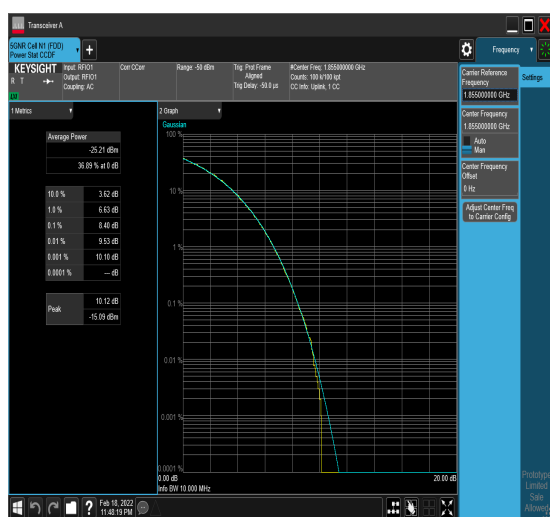 Transceiver A
5GNR Cell N1 (FDD)
Power Stat CCDF
+
Frequency
KEYSIGHT
R T
LU
Input: RFIO1
Output: RFIO1
Coupling: AC
Corr CCorr
Range: -50 dBm
Trig: Prdt Frame
Aligned
Trig Delay: -50.0 µs
#Center Freq: 1.855000000 GHz
Counts: 100 k/100 kpt
CC Info: Uplink, 1 CC
Carrier Reference
Frequency
1.855000000 GHz
Settings
Center Frequency
1.855000000 GHz
Auto
Man
Center Frequency
Offset
0 Hz
Adjust Center Freq
to Carrier Config
1 Metrics
Average Power
-25.21 dBm
36.89 % at 0 dB
10.0 % 3.62 dB
1.0 % 6.63 dB
0.1 % 8.40 dB
0.01 % 9.53 dB
0.001 % 10.10 dB
0.0001 % --- dB
Peak 10.12 dB
-15.09 dBm
2 Graph
Gaussian
100 %
10 %
1 %
0.1 %
0.01 %
0.001 %
0.0001 %
0.00 dB 20.00 dB
Info BW 10.000 MHz
Prototype
Limited
Sale
Allowed
?
Feb 18, 2022
11:48:19 PM